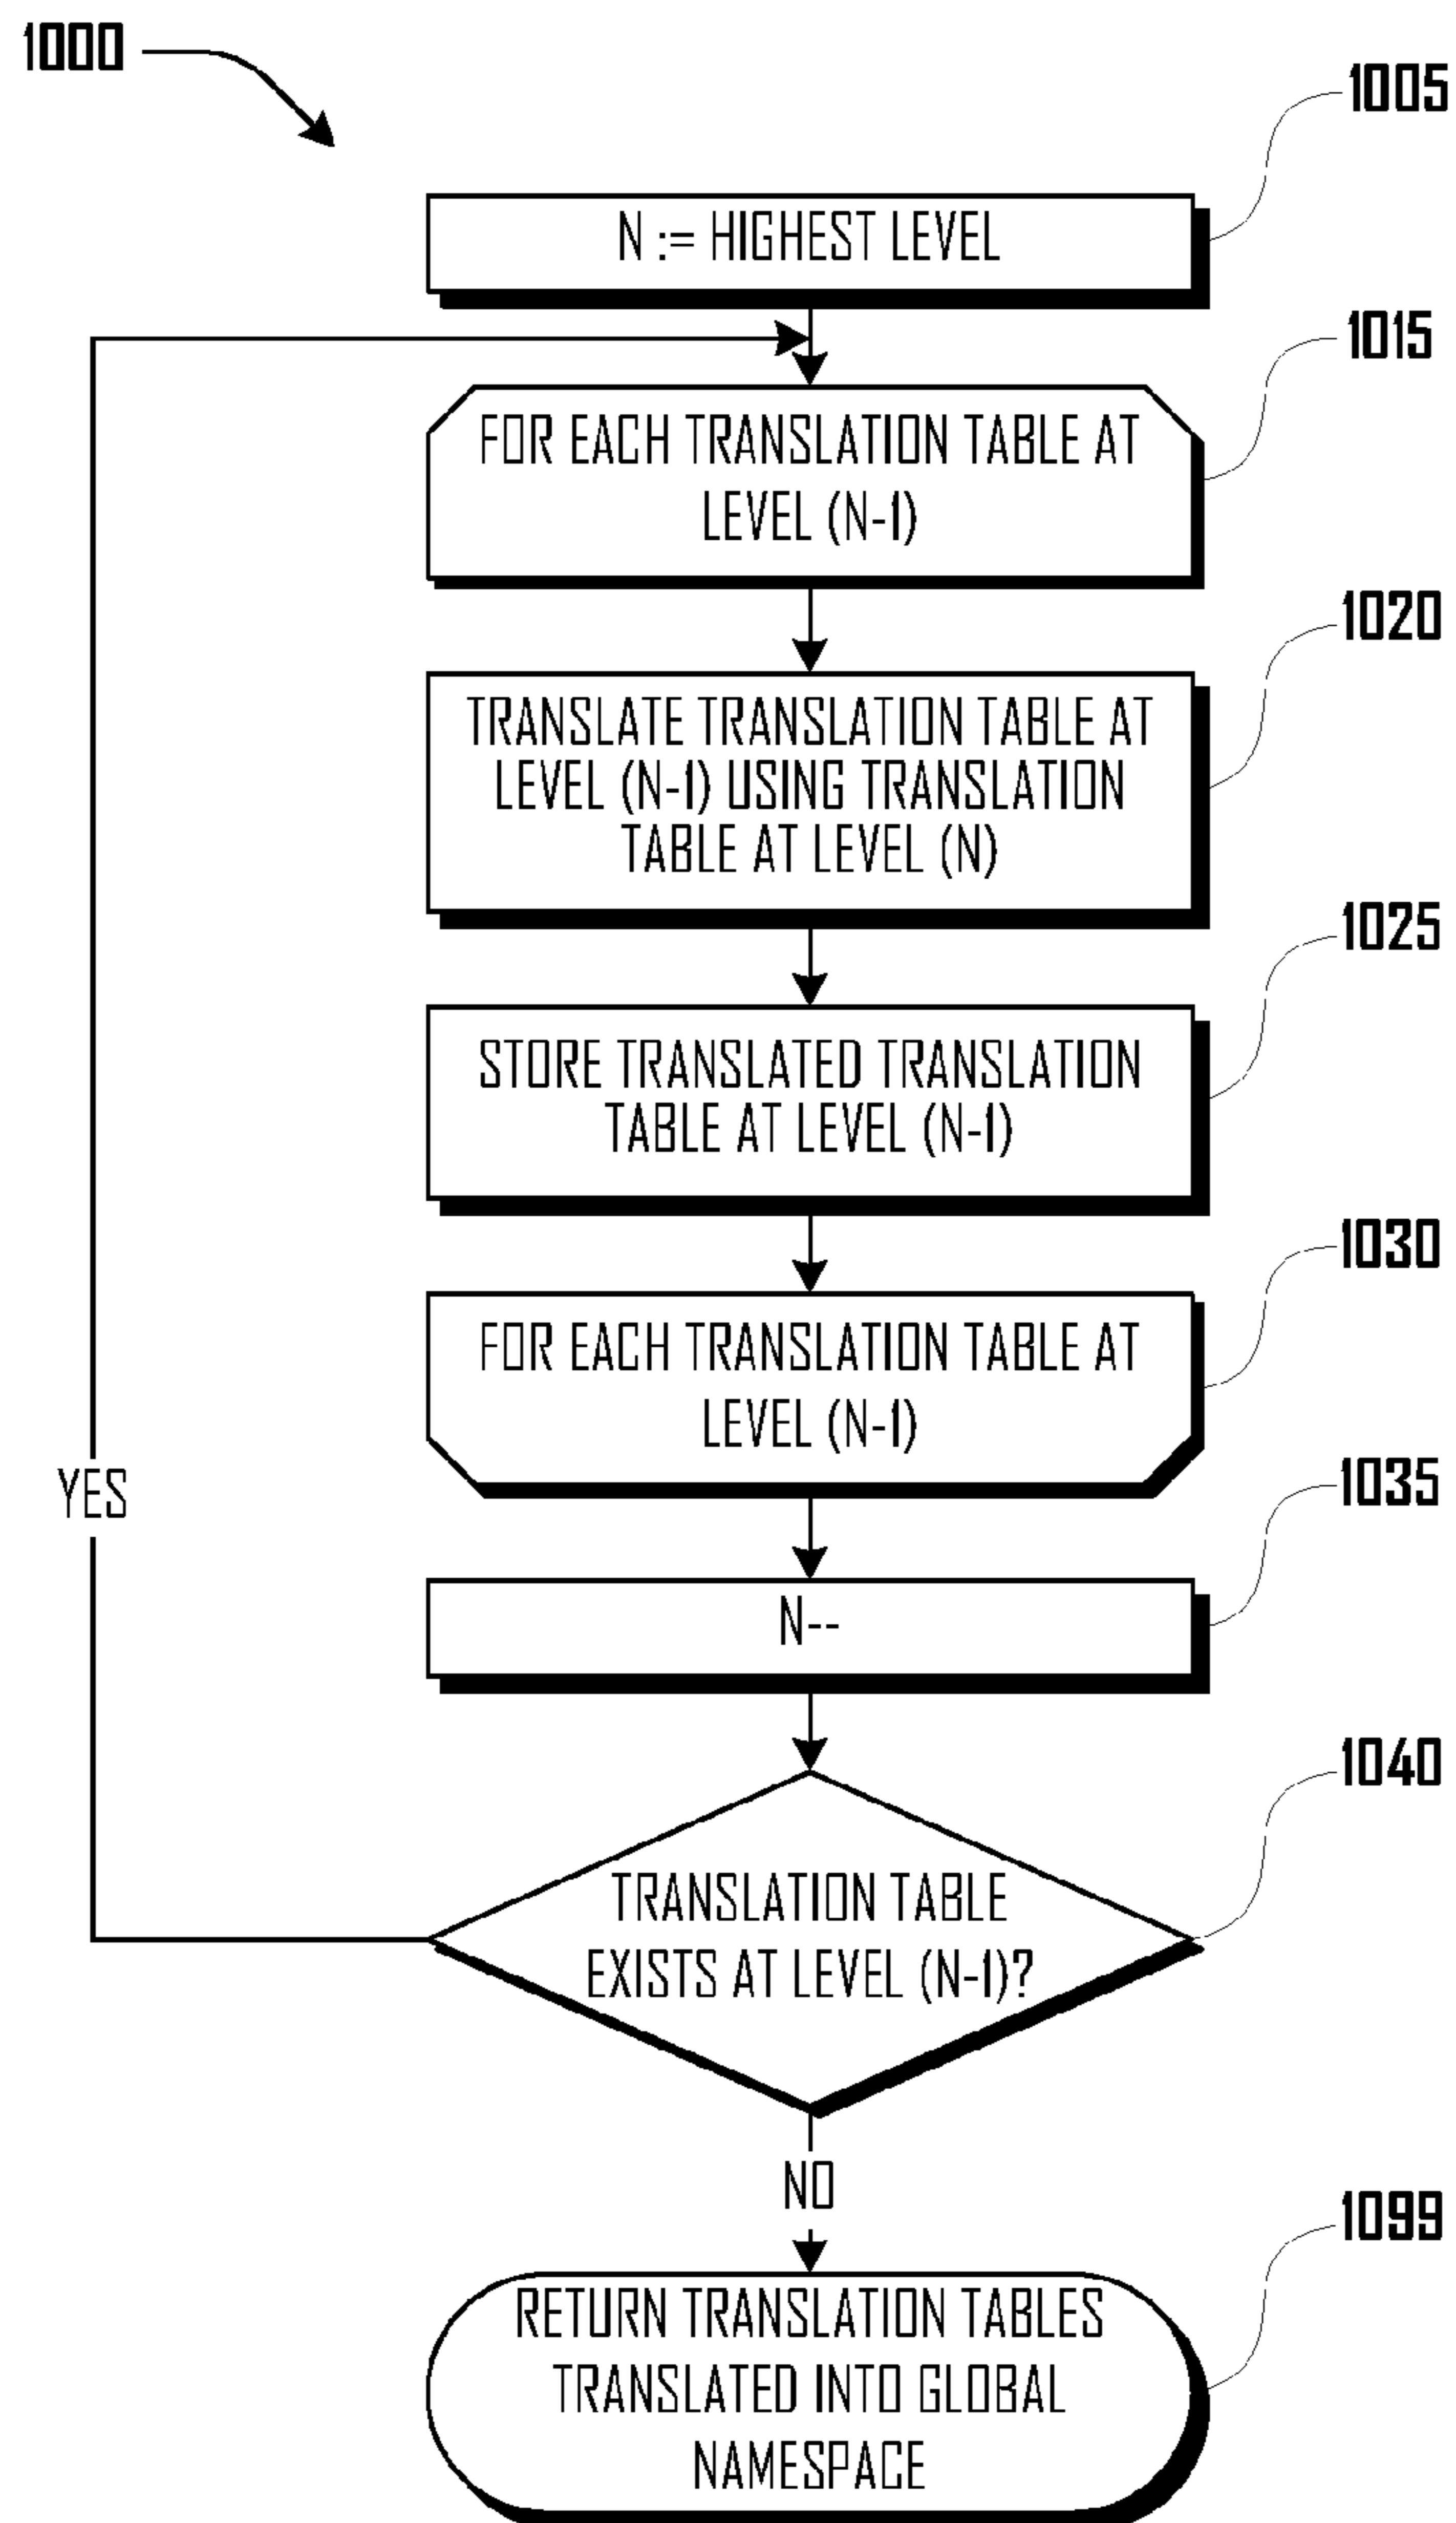 1000
1005
N := HIGHEST LEVEL
1015
FOR EACH TRANSLATION TABLE AT
LEVEL (N-1)
1020
TRANSLATE TRANSLATION TABLE AT
LEVEL (N-1) USING TRANSLATION
TABLE AT LEVEL (N)
1025
STORE TRANSLATED TRANSLATION
TABLE AT LEVEL (N-1)
1030
FOR EACH TRANSLATION TABLE AT
LEVEL (N-1)
1035
YES
N--
1040
TRANSLATION TABLE
EXISTS AT LEVEL (N-1)?
NO
1099
RETURN TRANSLATION TABLES
TRANSLATED INTO GLOBAL
NAMESPACE